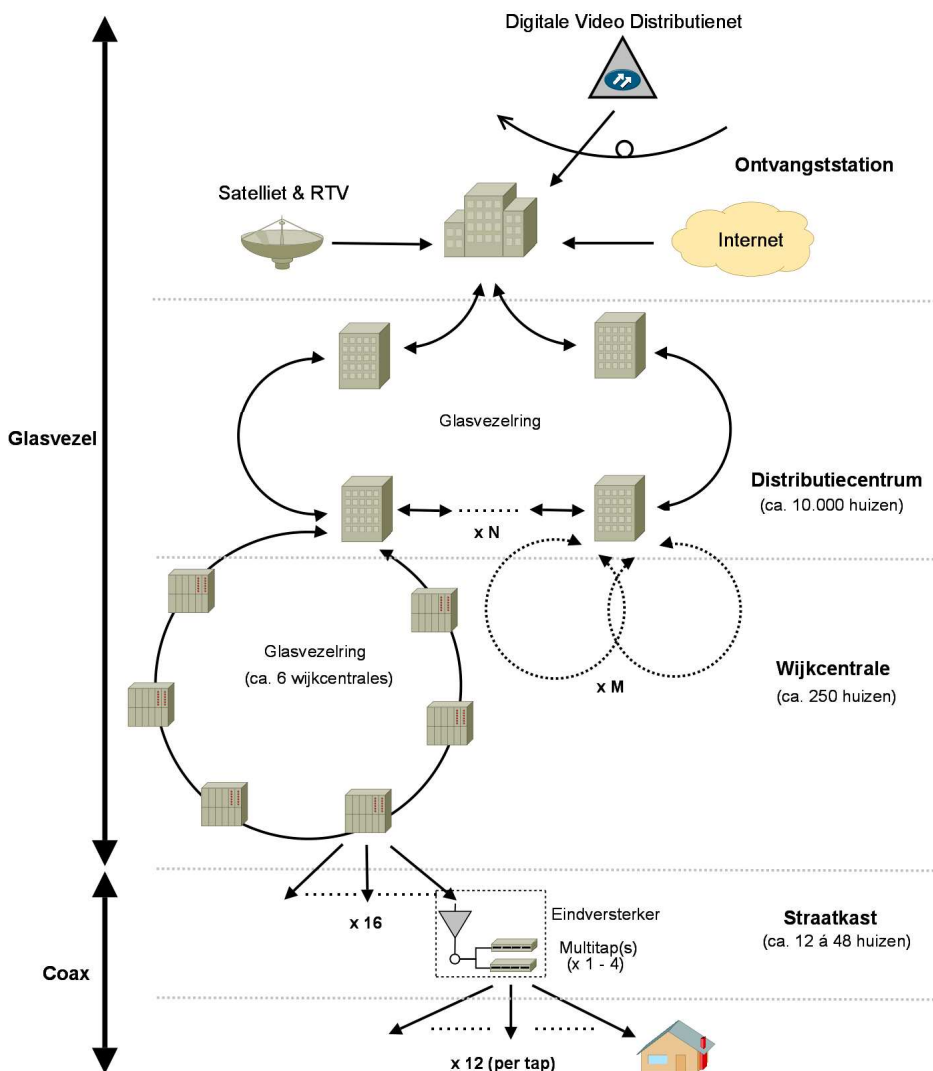 Digitale Video Distributienet
Ontvangststation
Satelliet & RTV
Internet
Glasvezelring
Glasvezel
Distributiecentrum
(ca. 10.000 huizen)
x N
Glasvezelring
(ca. 6 wijkcentrales)
Wijkcentrale
(ca. 250 huizen)
x M
x 16
Eindversterker
Multitap(s)
(x 1 - 4)
Straatkast
(ca. 12 á 48 huizen)
Coax
x 12 (per tap)